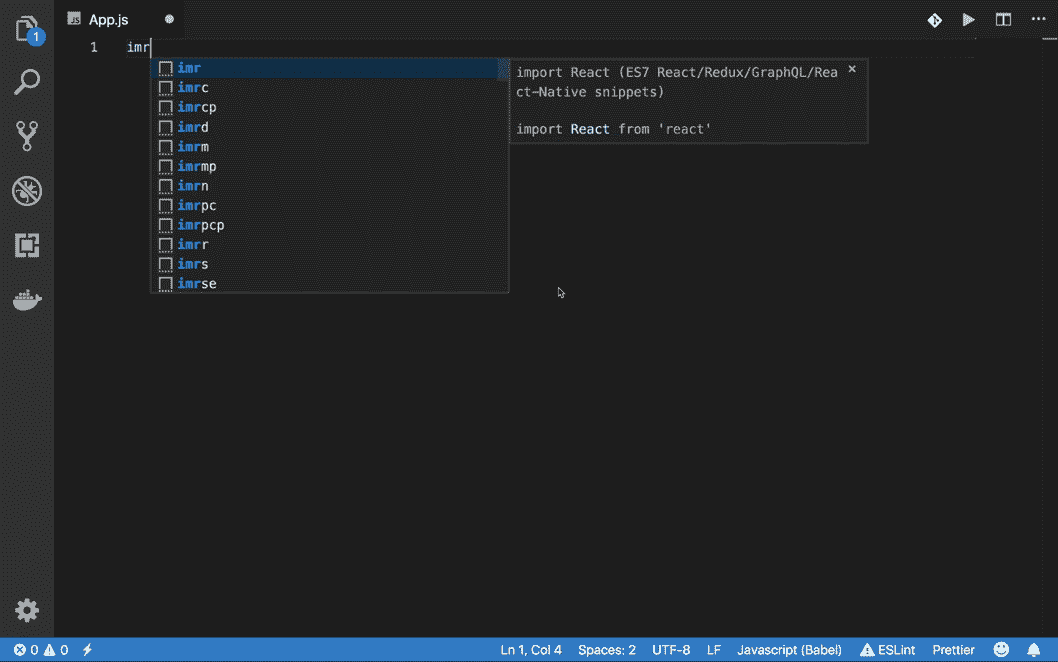 JS App.js
1
1 imr
imr
imrc
imrcp
imrd
imrm
imrmp
imrn
imrpc
imrpcp
imrr
imrs
imrse
import React (ES7 React/Redux/GraphQL/Rea
ct-Native snippets)
import React from 'react'
0 0 Ln 1, Col 4 Spaces: 2 UTF-8 LF Javascript (Babel) ESLint Prettier